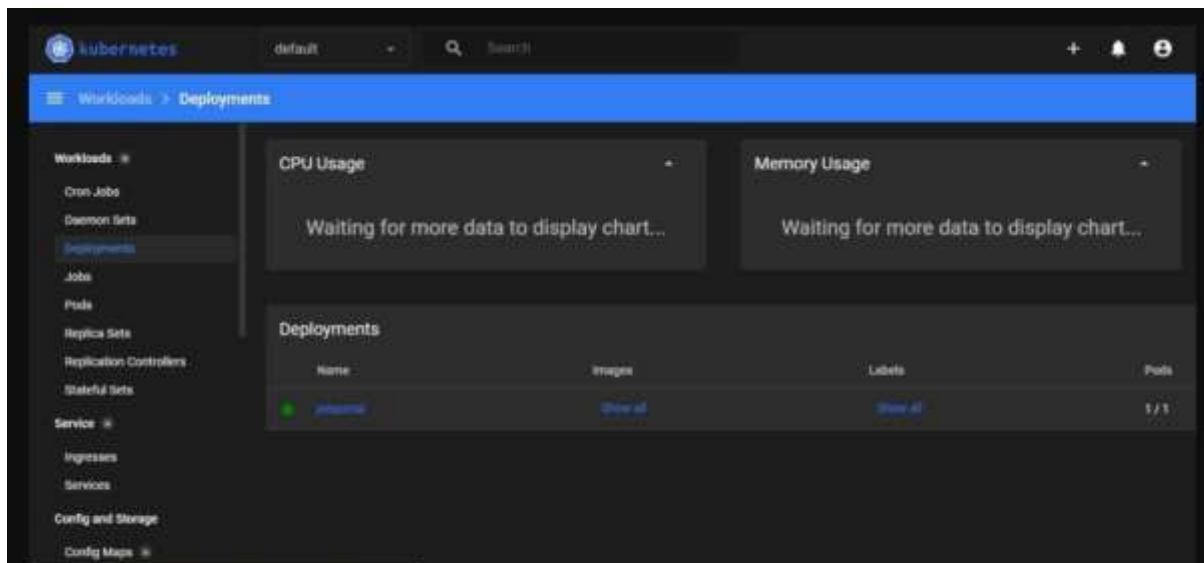 kubernetes
default
Search
Workloads > Deployments
Workloads
Cron Jobs
Daemon Sets
Deployments
Jobs
Pods
Replica Sets
Replication Controllers
Stateful Sets
Service
Ingresses
Services
Config and Storage
Config Maps
CPU Usage
Waiting for more data to display chart...
Memory Usage
Waiting for more data to display chart...
Deployments
Name Images Labels Pods
Show all Show all 1 / 1